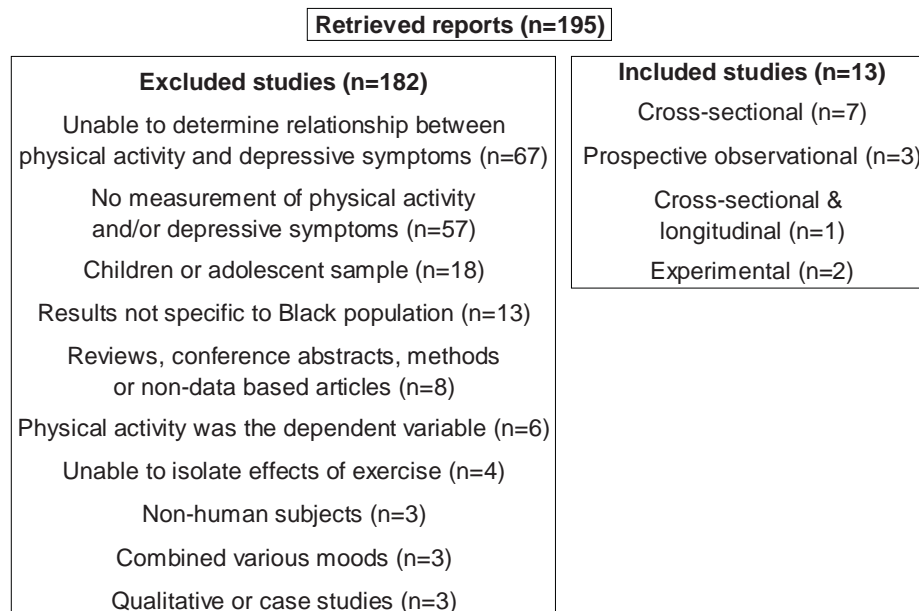 Retrieved reports (n=195)
Excluded studies (n=182)
Unable to determine relationship between
physical activity and depressive symptoms (n=67)
No measurement of physical activity
and/or depressive symptoms (n=57)
Children or adolescent sample (n=18)
Results not specific to Black population (n=13)
Reviews, conference abstracts, methods
or non-data based articles (n=8)
Physical activity was the dependent variable (n=6)
Unable to isolate effects of exercise (n=4)
Non-human subjects (n=3)
Combined various moods (n=3)
Qualitative or case studies (n=3)
Included studies (n=13)
Cross-sectional (n=7)
Prospective observational (n=3)
Cross-sectional &
longitudinal (n=1)
Experimental (n=2)